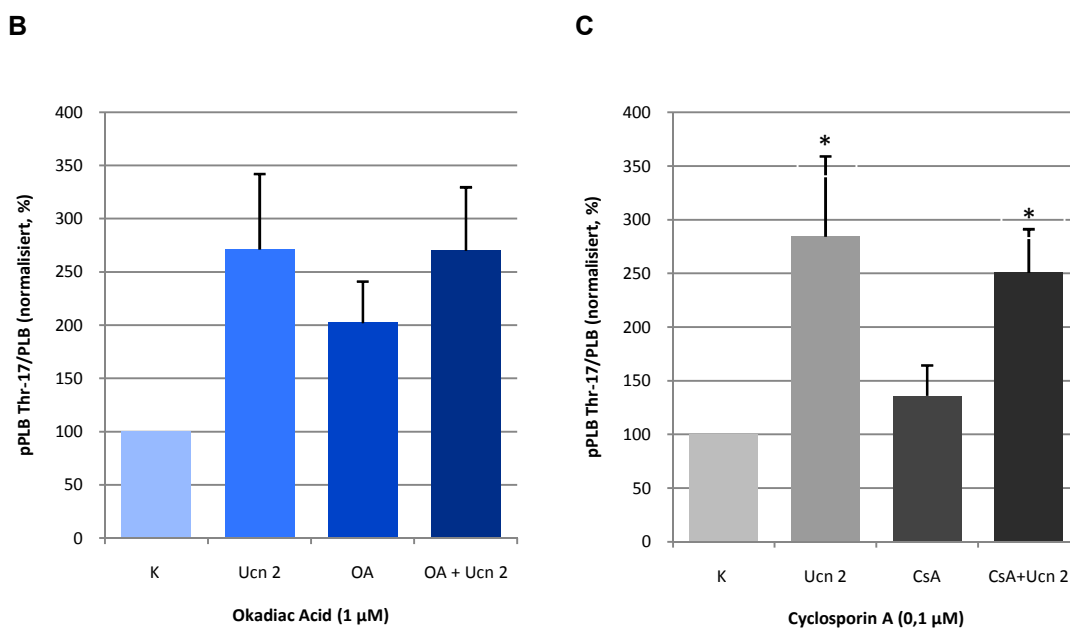 B
pPLB Thr-17/PLB (normalisiert, %)
400
350
300
250
200
150
100
50
0
K Ucn 2 OA OA + Ucn 2
Okadiac Acid (1 µM)
C
pPLB Thr-17/PLB (normalisiert, %)
400
350
300
250
200
150
100
50
0
*
*
K Ucn 2 CsA CsA+Ucn 2
Cyclosporin A (0,1 µM)